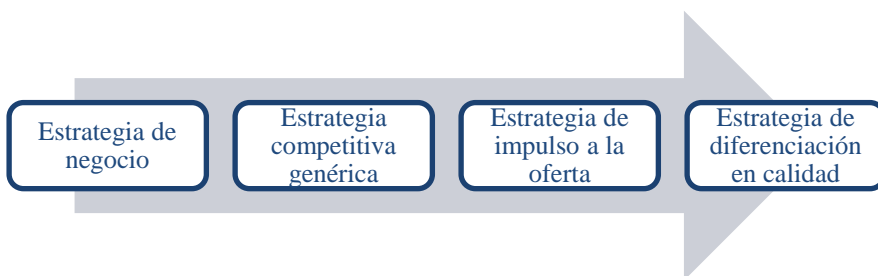 Estrategia de
negocio
Estrategia
competitiva
genérica
Estrategia de
impulso a la
oferta
Estrategia de
diferenciación
en calidad